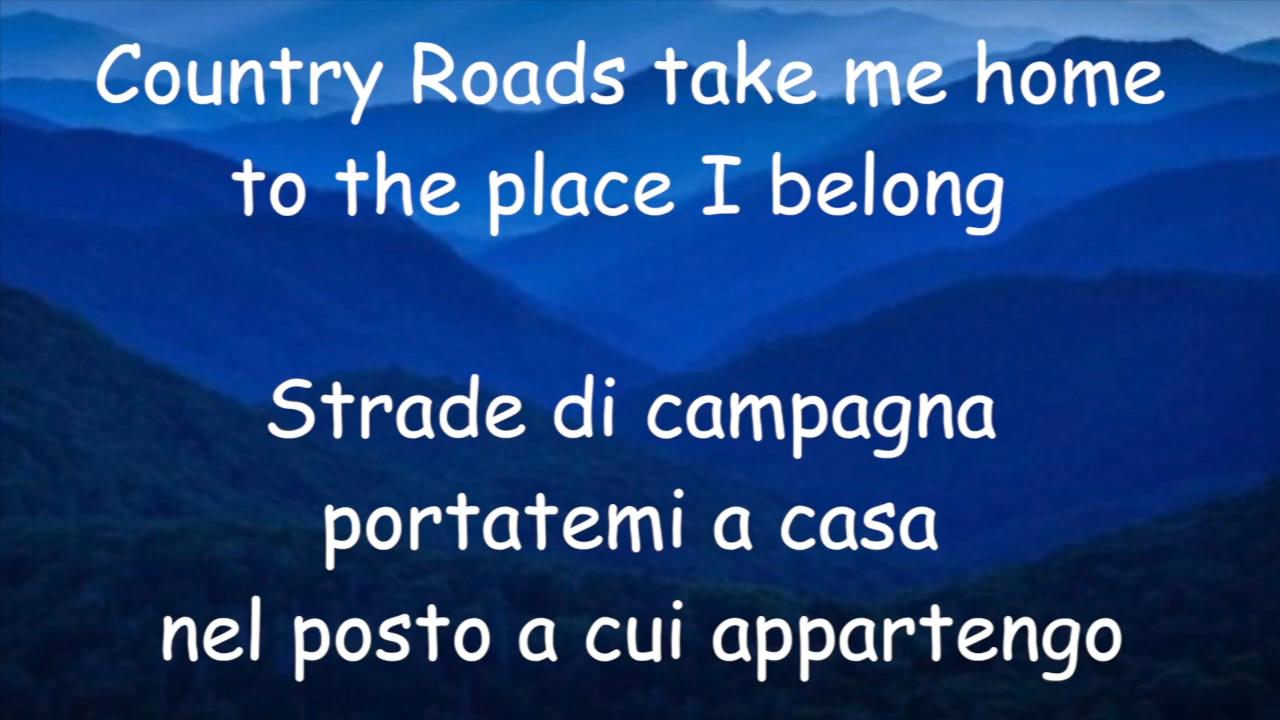 Country Roads take me home
to the place I belong
Strade di campagna
portatemi a casa
nel posto a cui appartengo